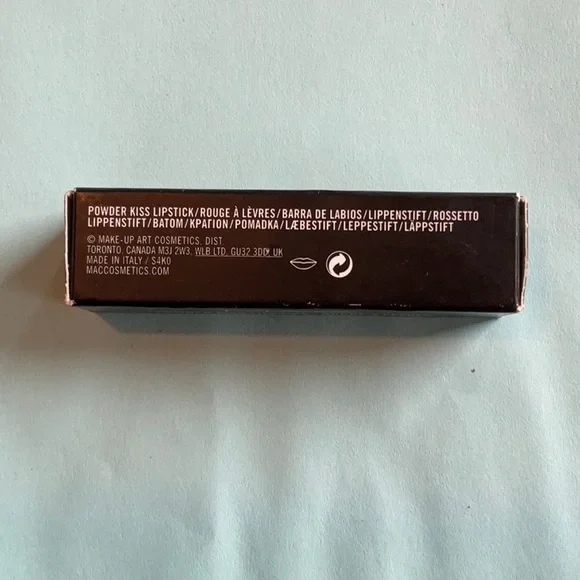 POWDER KISS LIPSTICK/ROUGE À LÈVRES/BARRA DE LABIOS/LIPPENSTIFT/ROSSETTO
LIPPENSTIFT/BATOM/ΚΡΑΓΙΟΝ/POMADKA/LÆBESTIFT/LEPPESTIFT/LÄPPSTIFT
© MAKE-UP ART COSMETICS. DIST.
TORONTO, CANADA M3J 2W3, WLB LTD. GU32 3DD, UK
MADE IN ITALY / S4K0
MACCOSMETICS.COM